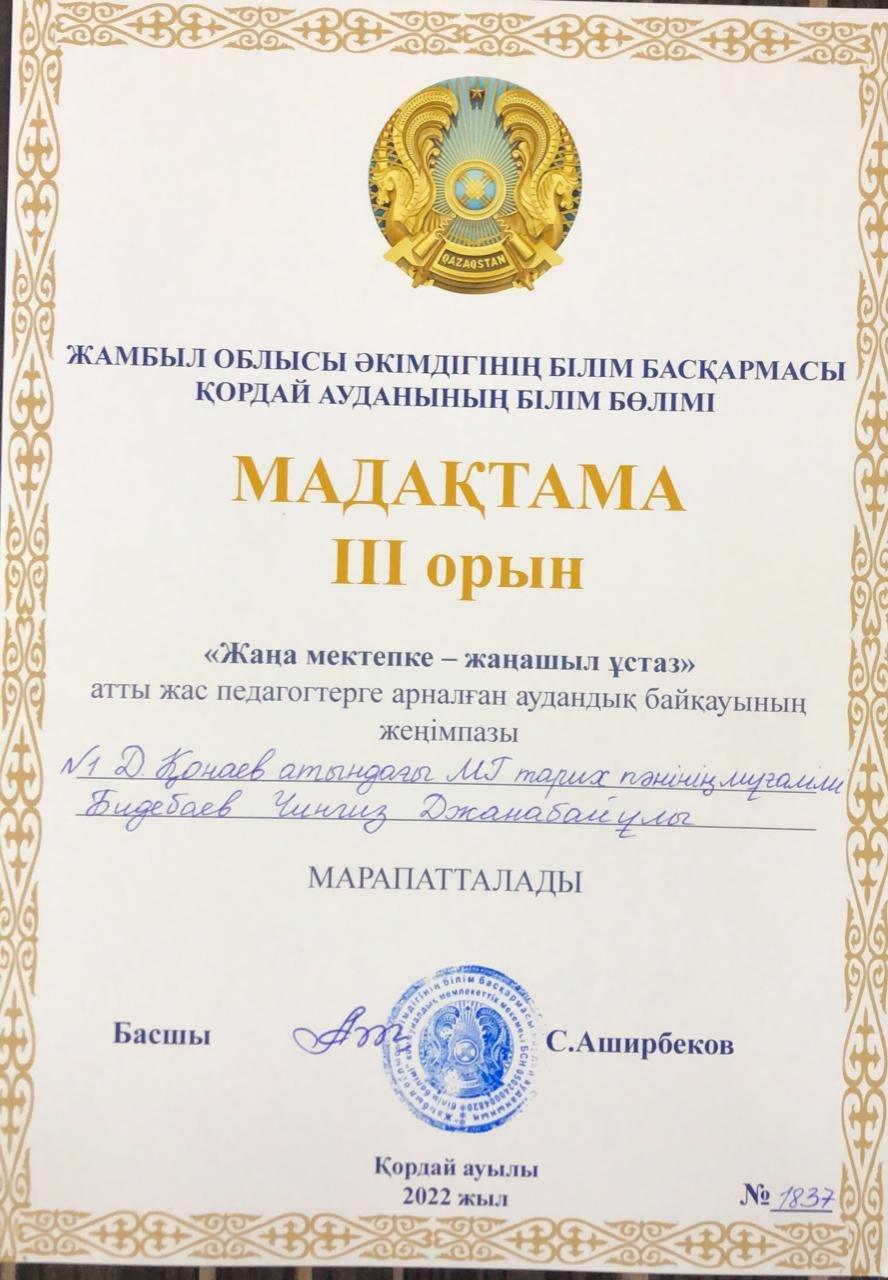 QAZAQSTAN
ЖАМБЫЛ ОБЛЫСЫ ӘКІМДІГІНІҢ БІЛІМ БАСҚАРМАСЫ
ҚОРДАЙ АУДАНЫНЫҢ БІЛІМ БӨЛІМІ
МАДАҚТАМА
III орын
«Жаңа мектепке – жаңашыл ұстаз»
атты жас педагогтерге арналған аудандық байқауының
жеңімпазы
№1 Д. Қонаев атындағы МГ тарих пәнінің мұғалімі
Бидебаев Чингиз Джанабайұлы
МАРАПАТТАЛАДЫ
Басшы С.Аширбеков
Қордай ауылы
2022 жыл
№ 1837